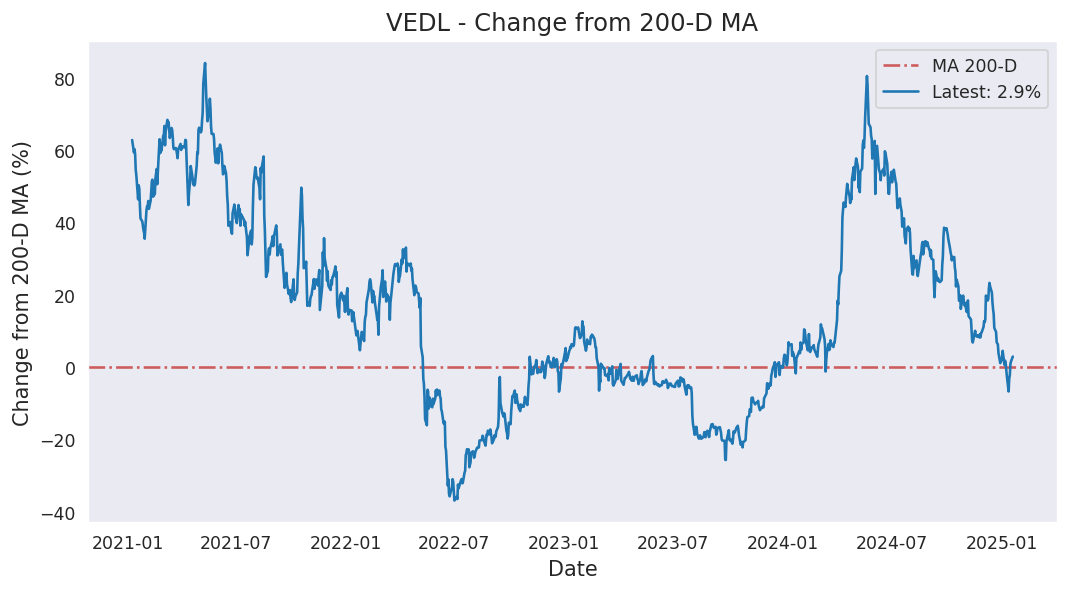 VEDL - Change from 200-D MA
MA 200-D
Latest: 2.9%
Change from 200-D MA (%)
80
60
40
20
0
−20
−40
2021-01 2021-07 2022-01 2022-07 2023-01 2023-07 2024-01 2024-07 2025-01
Date